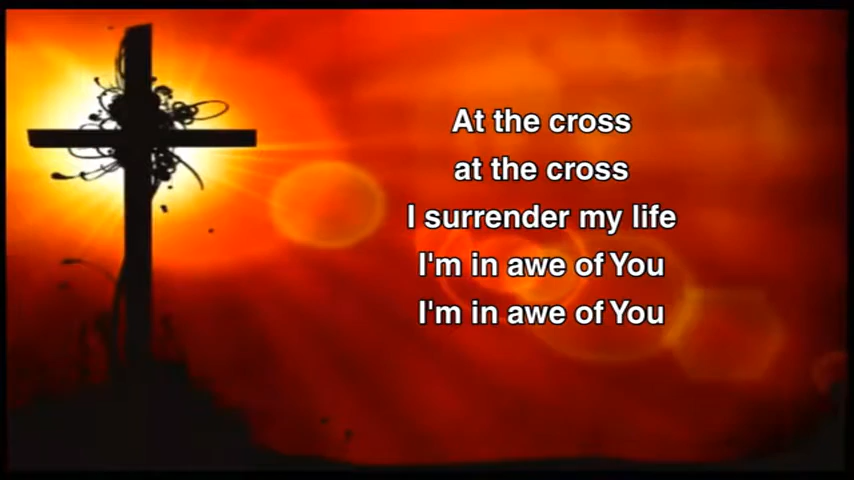 At the cross
at the cross
I surrender my life
I'm in awe of You
I'm in awe of You